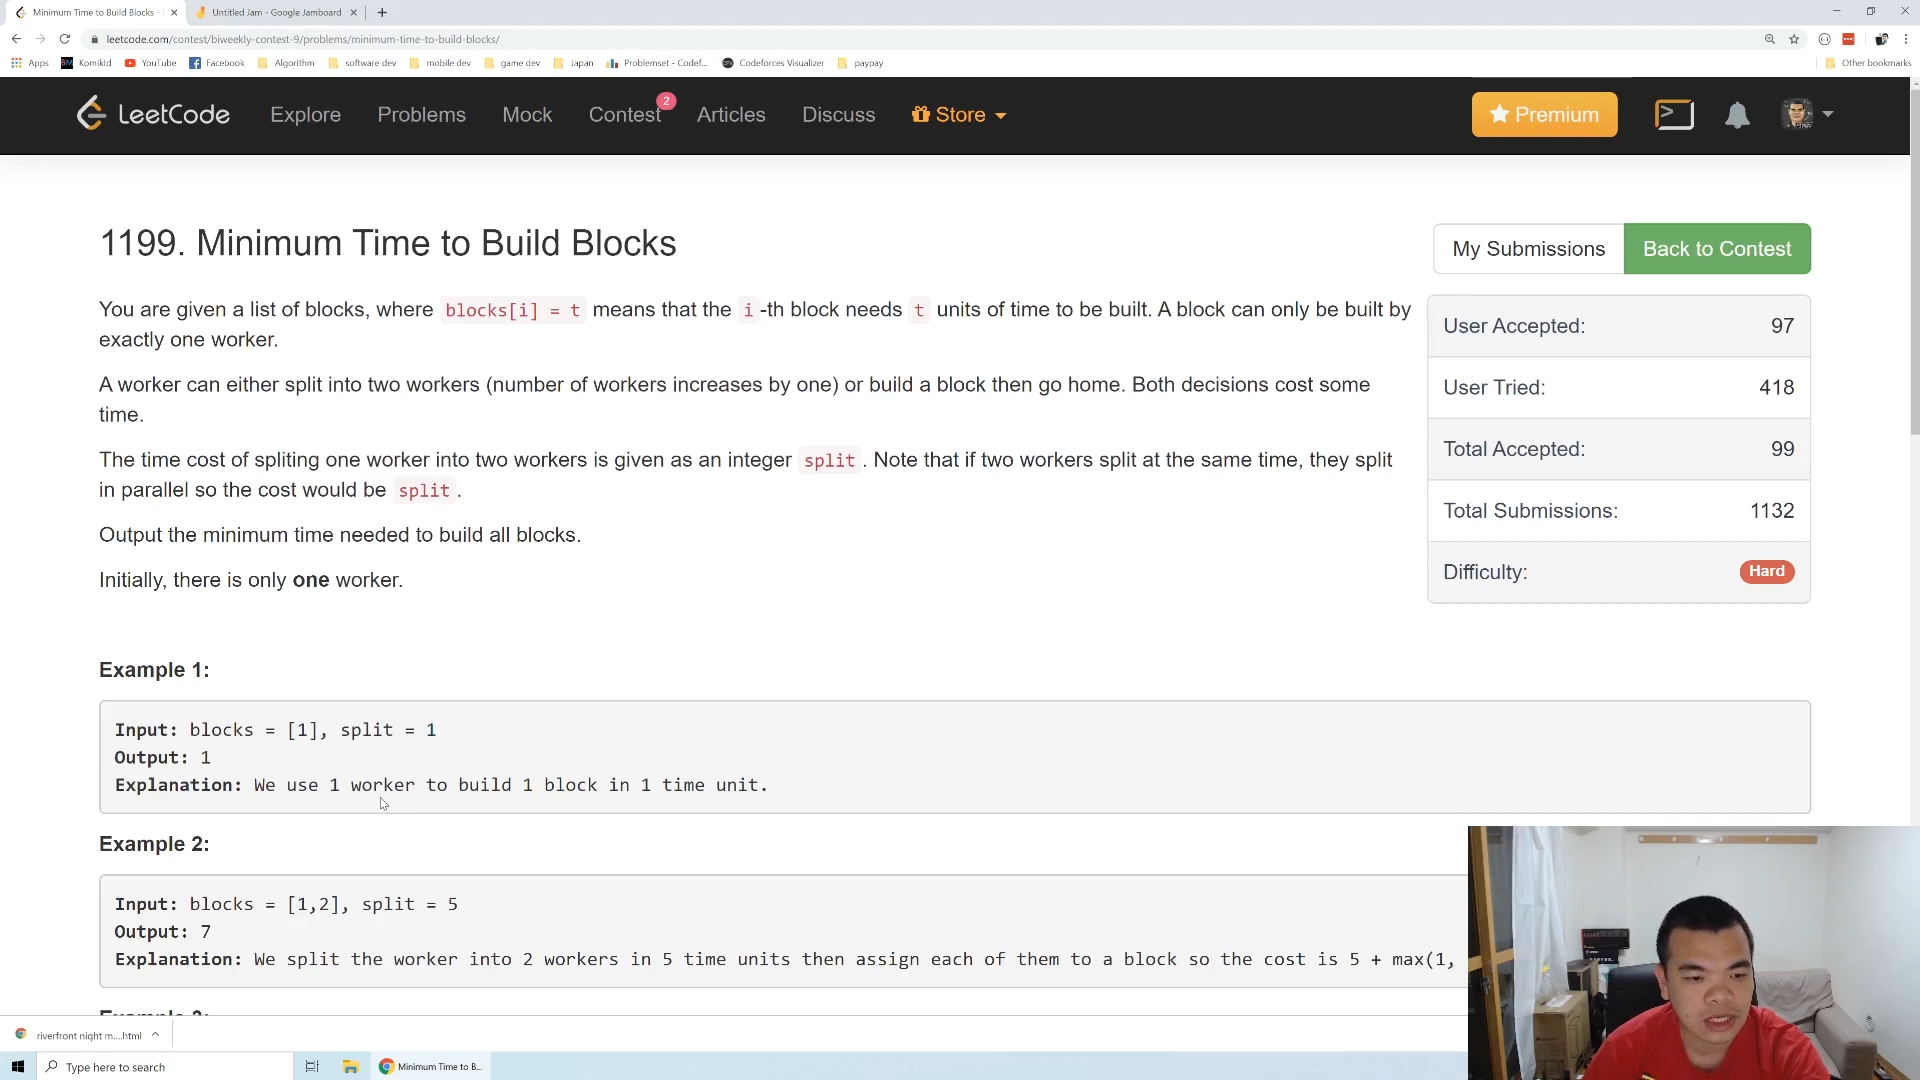 Minimum Time to Build Blocks -
Untitled Jam - Google Jamboard
leetcode.com/contest/biweekly-contest-9/problems/minimum-time-to-build-blocks/
Apps
KomikId
YouTube
Facebook
Algorithm
software dev
mobile dev
game dev
Japan
Problemset - Codef...
Codeforces Visualizer
paypay
Other bookmarks
LeetCode
Explore
Problems
Mock
Contest
2
Articles
Discuss
Store
Premium
1199. Minimum Time to Build Blocks
My Submissions
Back to Contest
You are given a list of blocks, where blocks[i] = t means that the i-th block needs t units of time to be built. A block can only be built by
exactly one worker.
A worker can either split into two workers (number of workers increases by one) or build a block then go home. Both decisions cost some
time.
The time cost of spliting one worker into two workers is given as an integer split. Note that if two workers split at the same time, they split
in parallel so the cost would be split.
Output the minimum time needed to build all blocks.
Initially, there is only one worker.
User Accepted: 97
User Tried: 418
Total Accepted: 99
Total Submissions: 1132
Difficulty: Hard
Example 1:
Input: blocks = [1], split = 1
Output: 1
Explanation: We use 1 worker to build 1 block in 1 time unit.
Example 2:
Input: blocks = [1,2], split = 5
Output: 7
Explanation: We split the worker into 2 workers in 5 time units then assign each of them to a block so the cost is 5 + max(1,
riverfront night m....html
Type here to search
Minimum Time to B...